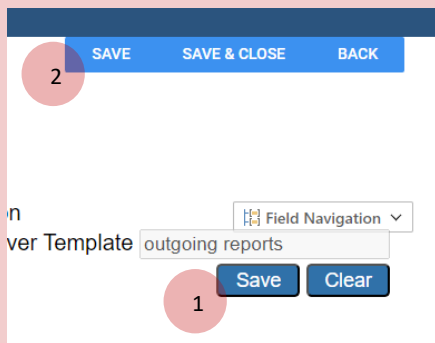 SAVE SAVE & CLOSE BACK
2
n
Field Navigation
ver Template outgoing reports
Save Clear
1